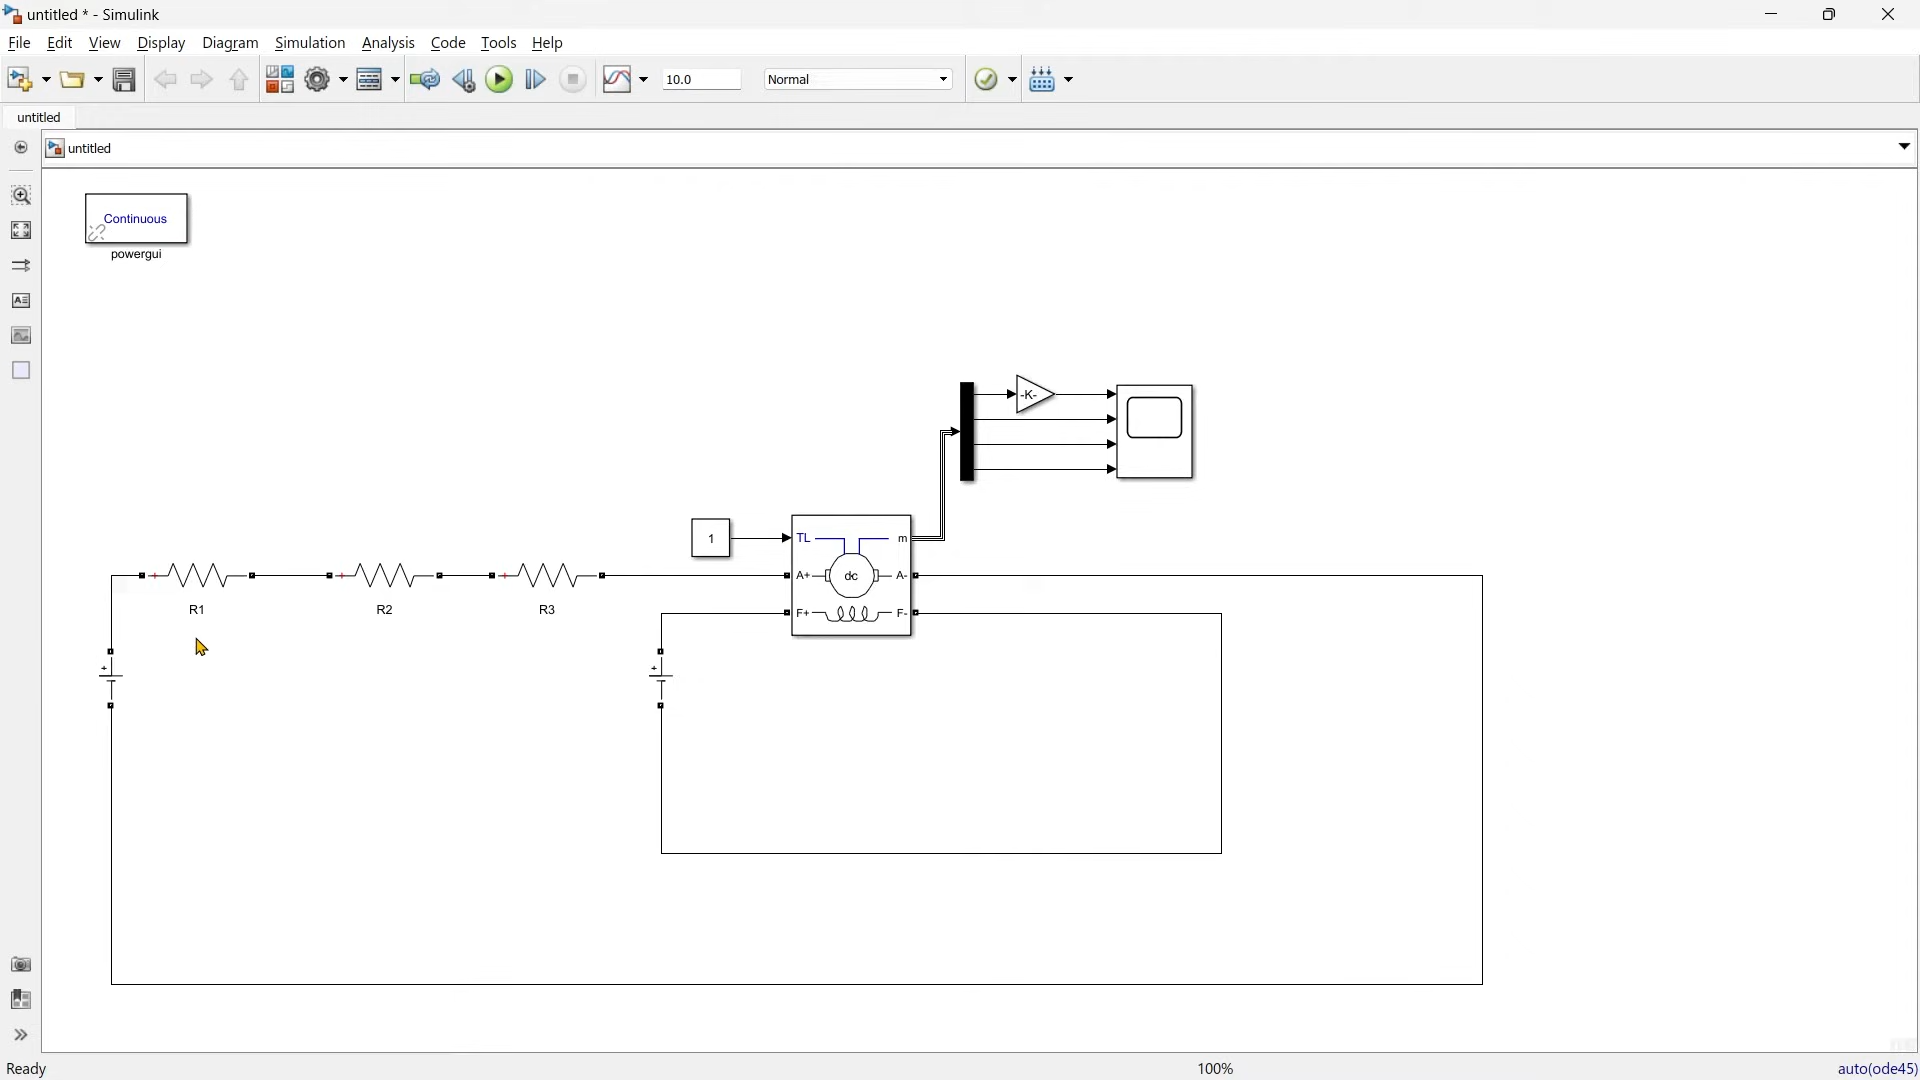 untitled * - Simulink
File Edit View Display Diagram Simulation Analysis Code Tools Help
10.0 Normal
untitled
untitled
Continuous
powergui
-K-
1
TL m
A+ dc A-
F+ F-
R1 R2 R3
+ +
Ready 100% auto(ode45)